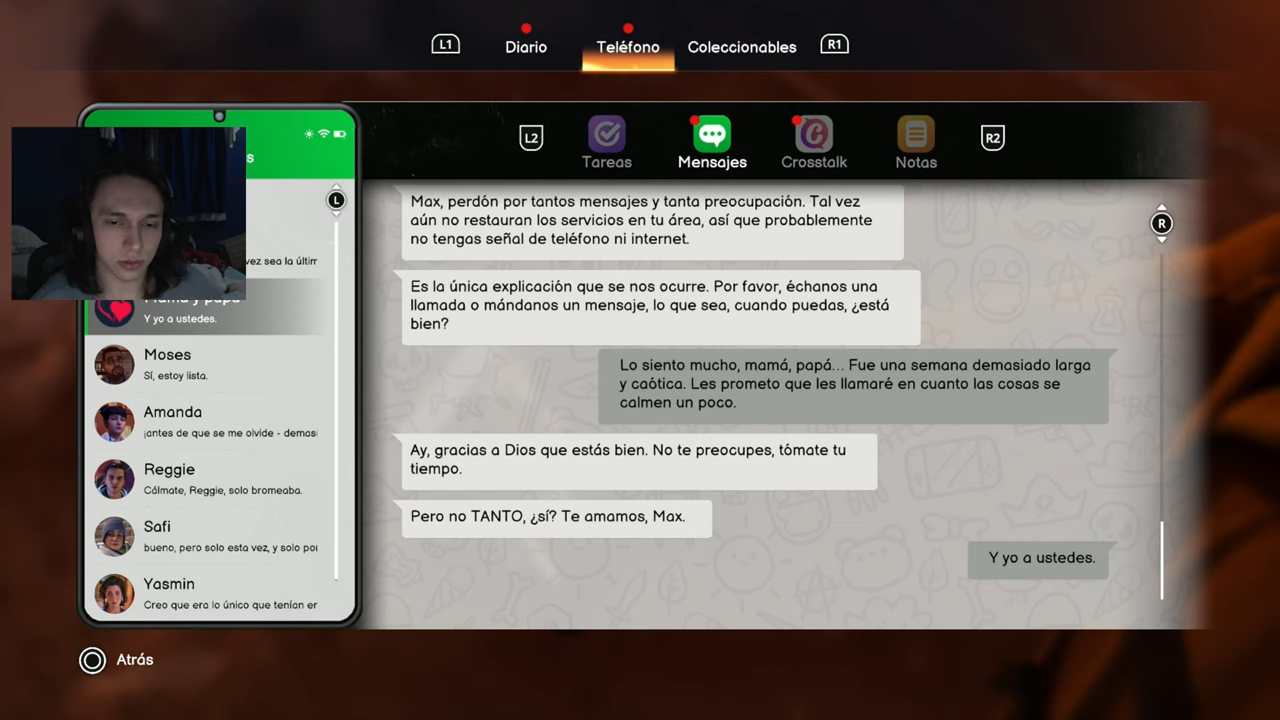 L1
Diario
Teléfono
Coleccionables
R1
L2
Tareas
Mensajes
Crosstalk
Notas
R2
L
R
s
vez sea la últim
Mamá y papá
Y yo a ustedes.
Moses
Sí, estoy lista.
Amanda
¡antes de que se me olvide - demasi
Reggie
Cálmate, Reggie, solo bromeaba.
Safi
bueno, pero solo esta vez, y solo por
Yasmin
Creo que era lo único que tenían er
Max, perdón por tantos mensajes y tanta preocupación. Tal vez
aún no restauran los servicios en tu área, así que probablemente
no tengas señal de teléfono ni internet.
Es la única explicación que se nos ocurre. Por favor, échanos una
llamada o mándanos un mensaje, lo que sea, cuando puedas, ¿está
bien?
Lo siento mucho, mamá, papá... Fue una semana demasiado larga
y caótica. Les prometo que les llamaré en cuanto las cosas se
calmen un poco.
Ay, gracias a Dios que estás bien. No te preocupes, tómate tu
tiempo.
Pero no TANTO, ¿sí? Te amamos, Max.
Y yo a ustedes.
Atrás